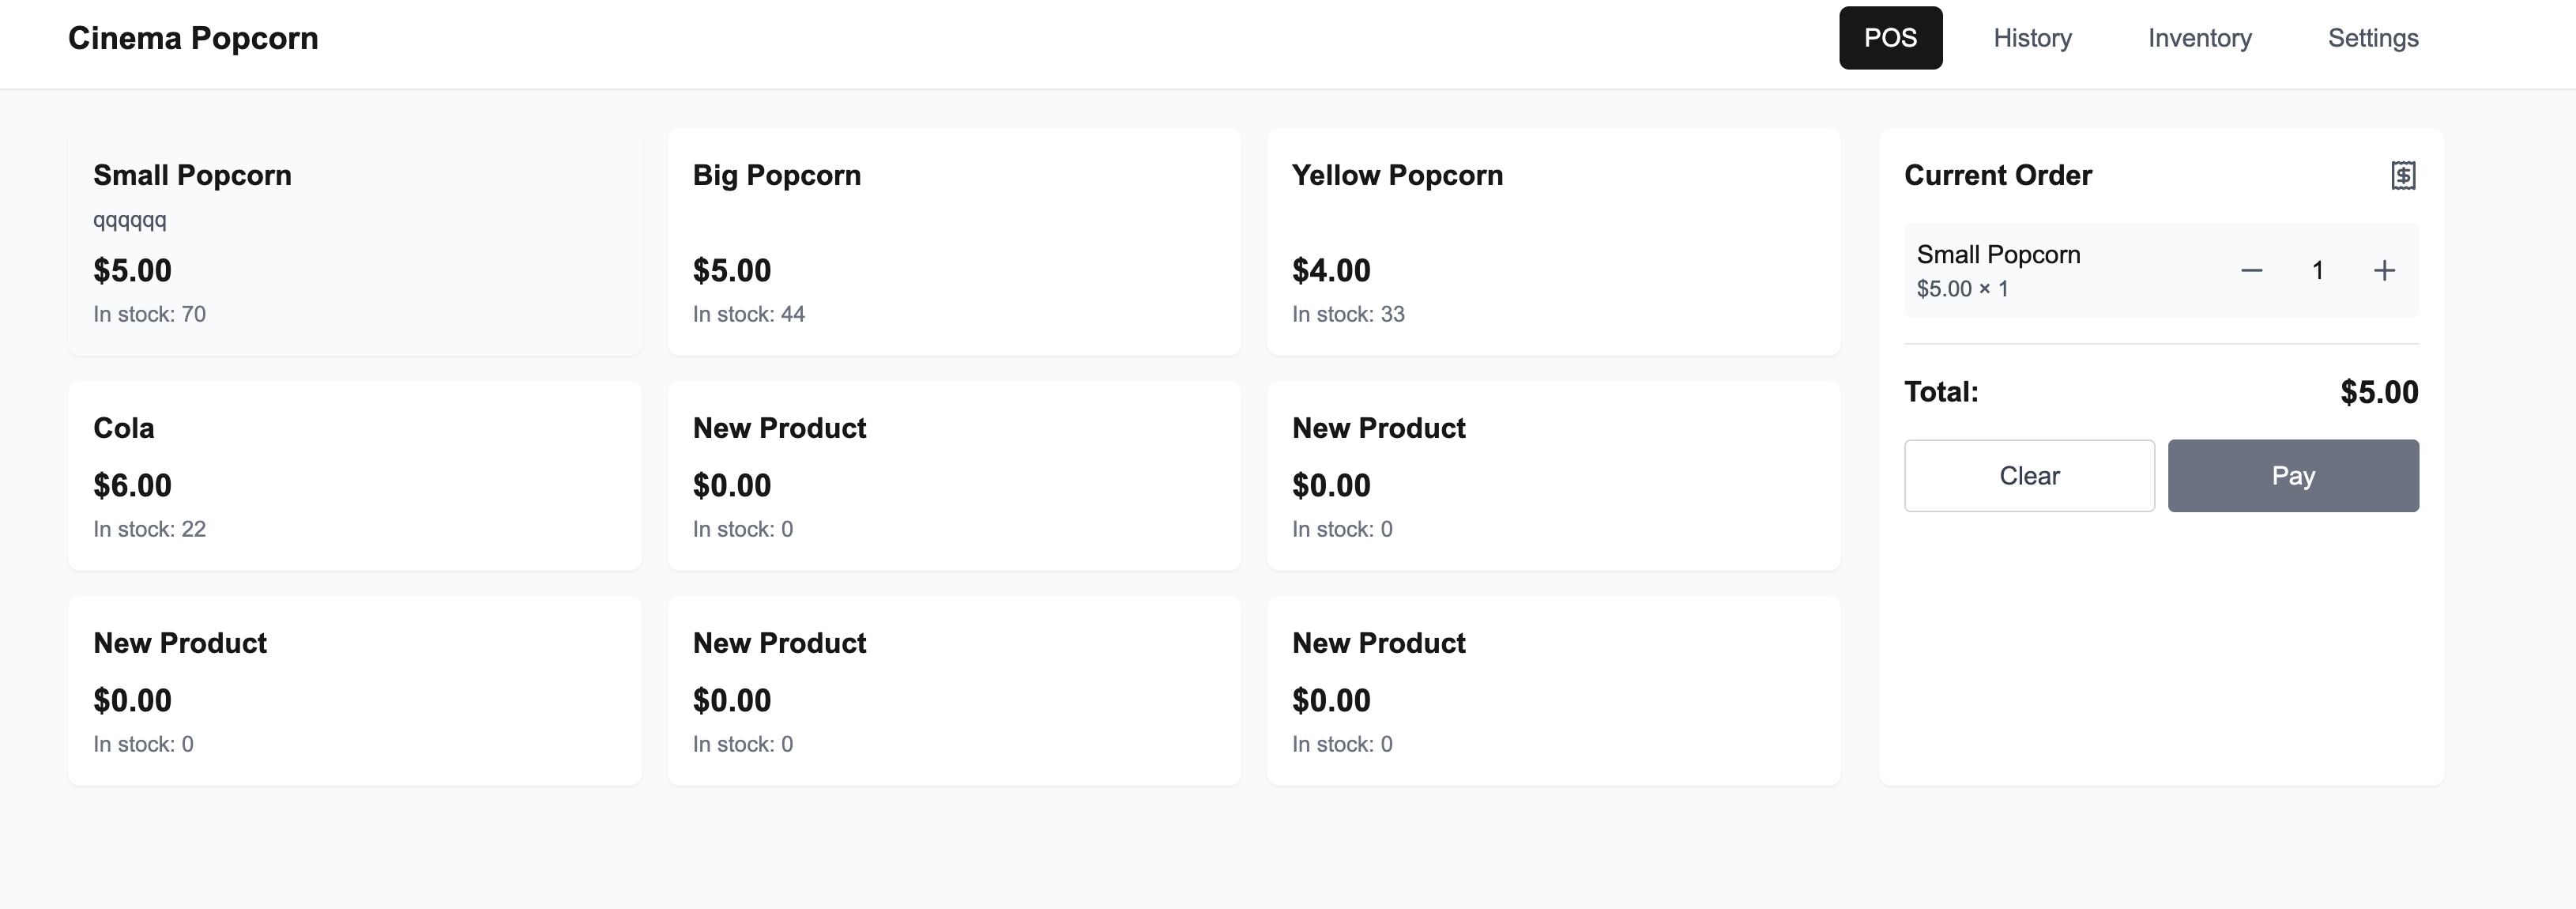 Cinema Popcorn
POS
History
Inventory
Settings
Small Popcorn
qqqqqq
$5.00
In stock: 70
Big Popcorn
$5.00
In stock: 44
Yellow Popcorn
$4.00
In stock: 33
Cola
$6.00
In stock: 22
New Product
$0.00
In stock: 0
New Product
$0.00
In stock: 0
New Product
$0.00
In stock: 0
New Product
$0.00
In stock: 0
New Product
$0.00
In stock: 0
Current Order
Small Popcorn
$5.00 × 1
1
Total:
$5.00
Clear
Pay